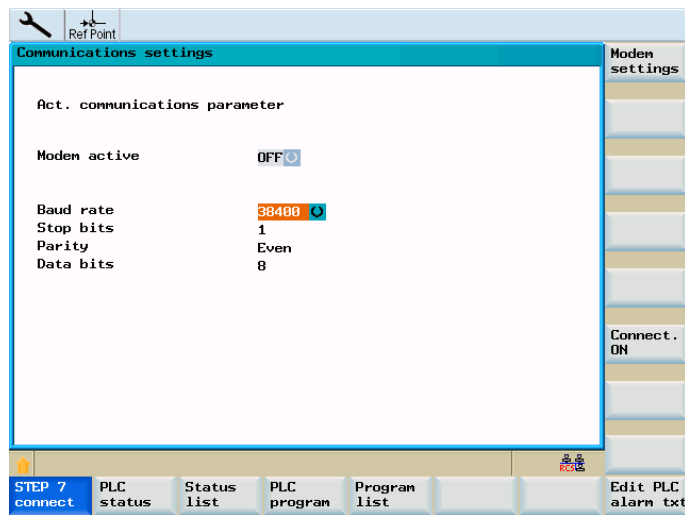 Ref Point
Communications settings
Modem
settings
Act. communications parameter
Modem active OFF
Baud rate 38400
Stop bits 1
Parity Even
Data bits 8
Connect.
ON
RCS
STEP 7
connect
PLC
status
Status
list
PLC
program
Program
list
Edit PLC
alarm txt